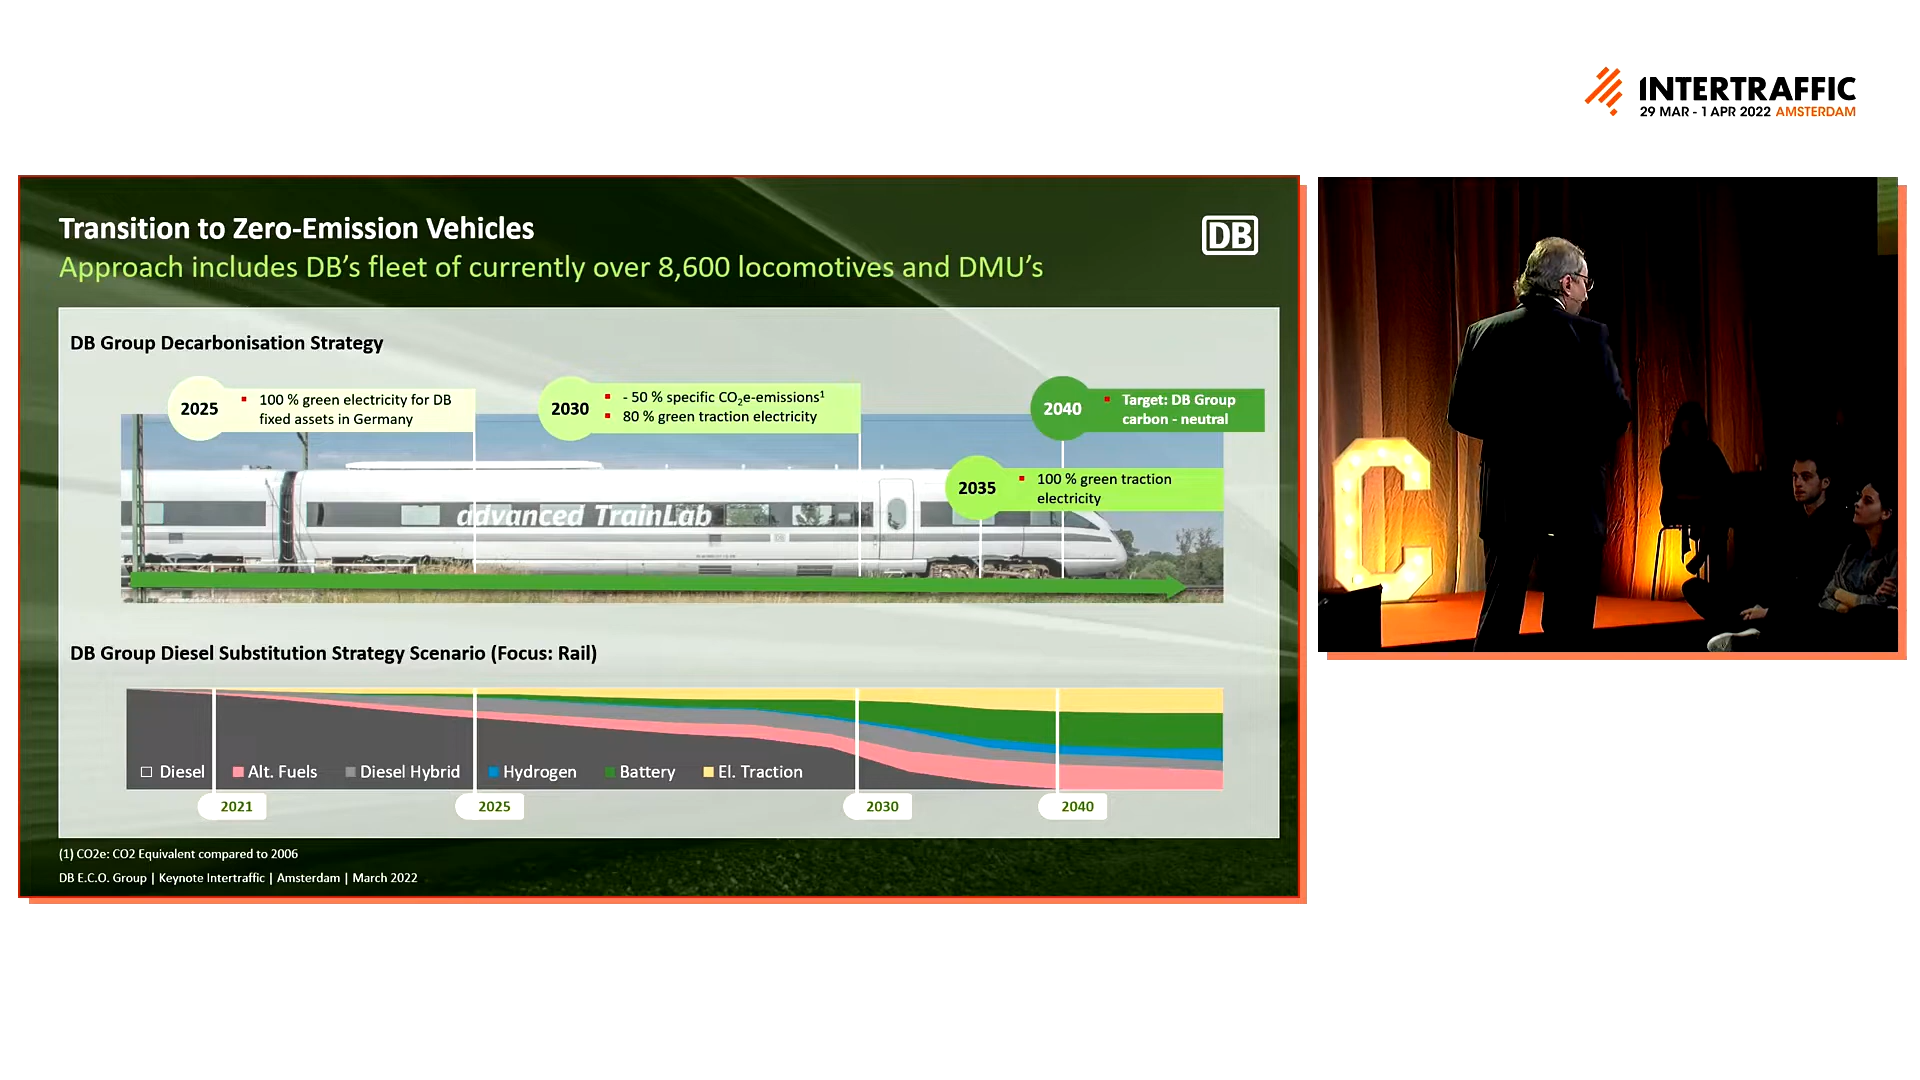 INTERTRAFFIC
29 MAR - 1 APR 2022 AMSTERDAM
Transition to Zero-Emission Vehicles
Approach includes DB’s fleet of currently over 8,600 locomotives and DMU’s
DB
DB Group Decarbonisation Strategy
2025
▪ 100 % green electricity for DB
fixed assets in Germany
2030
▪ - 50 % specific CO₂e-emissions¹
▪ 80 % green traction electricity
2040
▪ Target: DB Group
carbon - neutral
2035
▪ 100 % green traction
electricity
advanced TrainLab
DB Group Diesel Substitution Strategy Scenario (Focus: Rail)
Diesel Alt. Fuels Diesel Hybrid Hydrogen Battery El. Traction
2021 2025 2030 2040
(1) CO2e: CO2 Equivalent compared to 2006
DB E.C.O. Group | Keynote Intertraffic | Amsterdam | March 2022
C